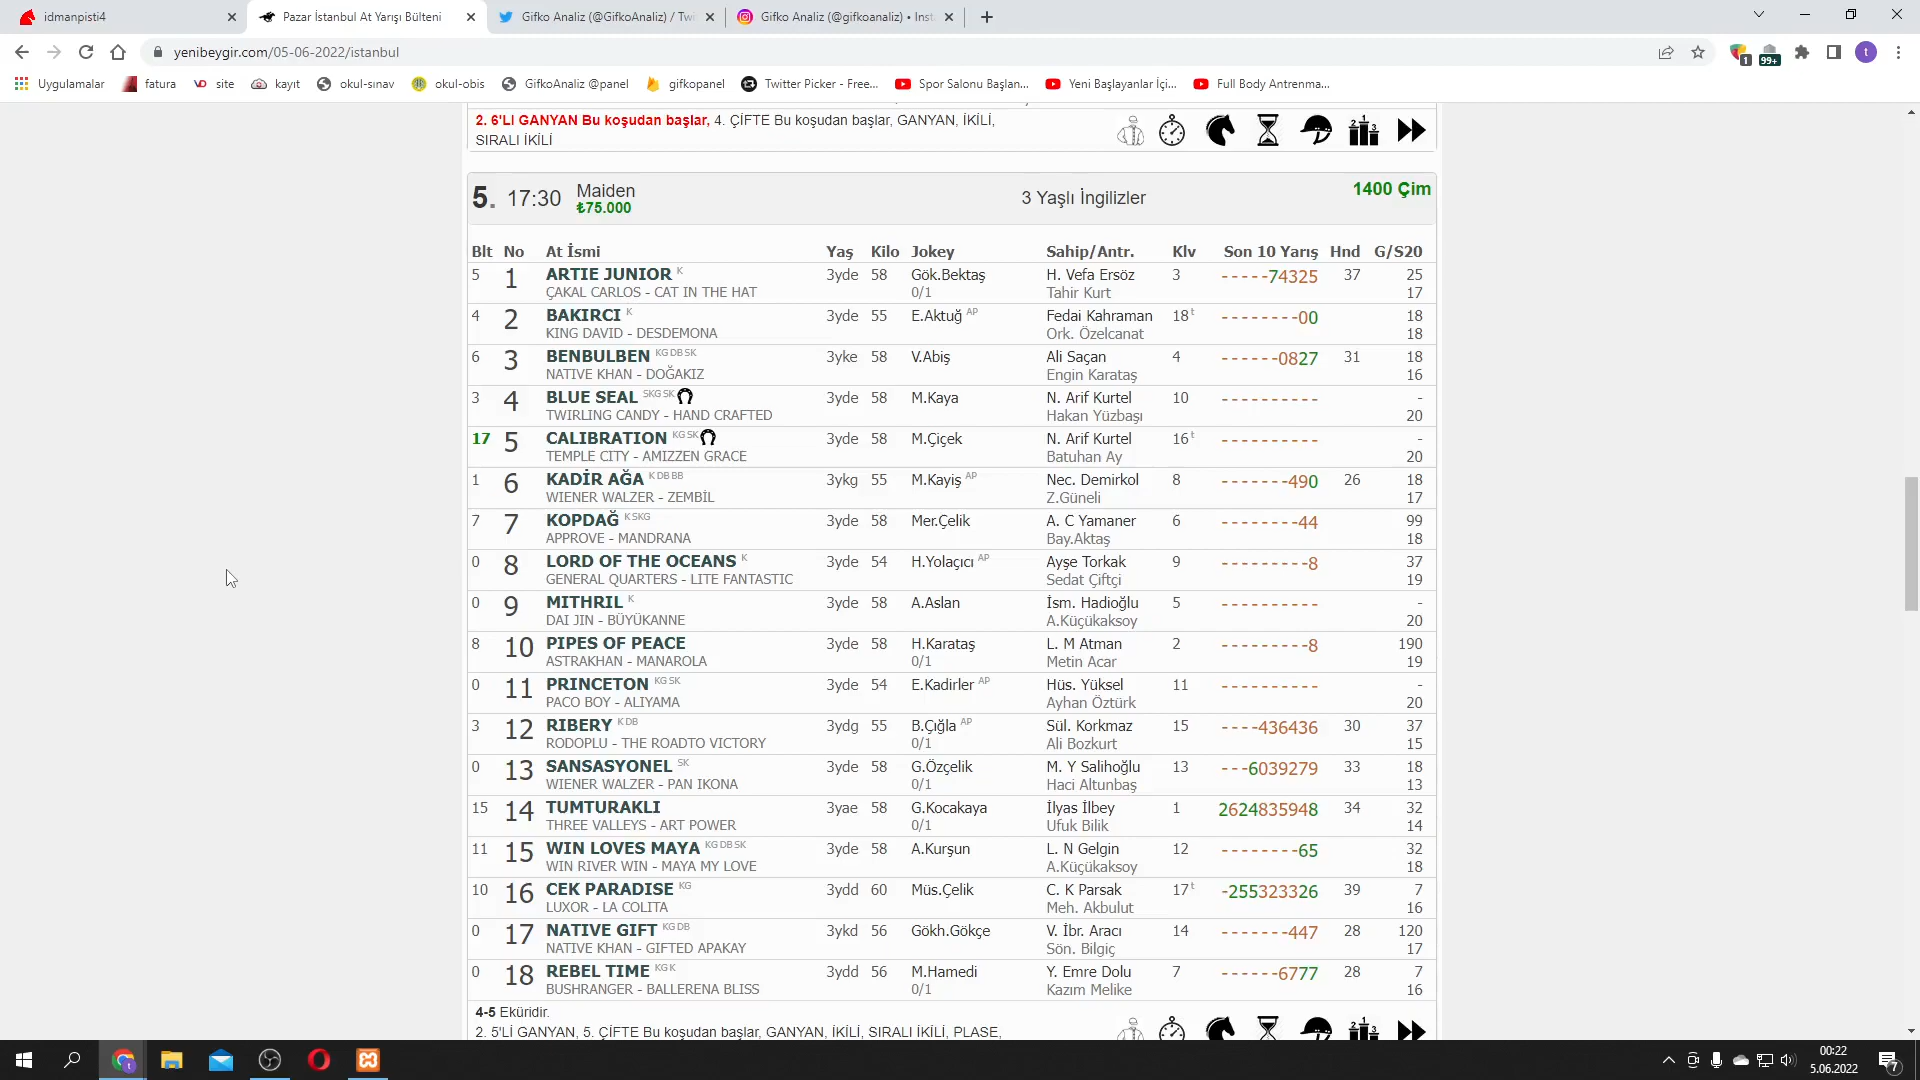 idmanpisti4
Pazar İstanbul At Yarışı Bülteni
Gifko Analiz (@GifkoAnaliz) / Twi
Gifko Analiz (@gifkoanaliz) • Inst
yenibeygir.com/05-06-2022/istanbul
1
99+
t
Uygulamalar
fatura
VD site
kayıt
okul-sınav
okul-obis
GifkoAnaliz @panel
gifkopanel
Twitter Picker - Free...
Spor Salonu Başlan...
Yeni Başlayanlar İçi...
Full Body Antrenma...
2. 6'LI GANYAN Bu koşudan başlar, 4. ÇİFTE Bu koşudan başlar, GANYAN, İKİLİ,
SIRALI İKİLİ
5. 17:30 Maiden 3 Yaşlı İngilizler 1400 Çim
₺75.000
Blt No At İsmi Yaş Kilo Jokey Sahip/Antr. Klv Son 10 Yarış Hnd G/S20
5 1 ARTIE JUNIOR K 3yde 58 Gök.Bektaş H. Vefa Ersöz 3 -----74325 37 25
ÇAKAL CARLOS - CAT IN THE HAT 0/1 Tahir Kurt 17
4 2 BAKIRCI K 3yde 55 E.Aktuğ AP Fedai Kahraman 18 t --------00 18
KING DAVID - DESDEMONA Ork. Özelcanat 18
6 3 BENBULBEN KG DB SK 3yke 58 V.Abiş Ali Saçan 4 ------0827 31 18
NATIVE KHAN - DOĞAKIZ Engin Karataş 16
3 4 BLUE SEAL SKG SK 3yde 58 M.Kaya N. Arif Kurtel 10 ---------- -
TWIRLING CANDY - HAND CRAFTED Hakan Yüzbaşı 20
17 5 CALIBRATION KG SK 3yde 58 M.Çiçek N. Arif Kurtel 16 t ---------- -
TEMPLE CITY - AMIZZEN GRACE Batuhan Ay 20
1 6 KADİR AĞA K DB BB 3ykg 55 M.Kayiş AP Nec. Demirkol 8 -------490 26 18
WIENER WALZER - ZEMBİL Z.Güneli 17
7 7 KOPDAĞ K SKG 3yde 58 Mer.Çelik A. C Yamaner 6 --------44 99
APPROVE - MANDRANA Bay.Aktaş 18
0 8 LORD OF THE OCEANS K 3yde 54 H.Yolaçıcı AP Ayşe Torkak 9 ---------8 37
GENERAL QUARTERS - LITE FANTASTIC Sedat Çiftçi 19
0 9 MITHRIL K 3yde 58 A.Aslan İsm. Hadioğlu 5 ---------- -
DAI JIN - BÜYÜKANNE A.Küçükaksoy 20
8 10 PIPES OF PEACE 3yde 58 H.Karataş L. M Atman 2 ---------8 190
ASTRAKHAN - MANAROLA 0/1 Metin Acar 19
0 11 PRINCETON KG SK 3yde 54 E.Kadirler AP Hüs. Yüksel 11 ---------- -
PACO BOY - ALIYAMA Ayhan Öztürk 20
3 12 RIBERY K DB 3ydg 55 B.Çığla AP Sül. Korkmaz 15 ----436436 30 37
RODOPLU - THE ROADTO VICTORY 0/1 Ali Bozkurt 15
0 13 SANSASYONEL SK 3yde 58 G.Özçelik M. Y Salihoğlu 13 ---6039279 33 18
WIENER WALZER - PAN IKONA 0/1 Haci Altunbaş 13
15 14 TUMTURAKLI 3yae 58 G.Kocakaya İlyas İlbey 1 2624835948 34 32
THREE VALLEYS - ART POWER 0/1 Ufuk Bilik 14
11 15 WIN LOVES MAYA KG DB SK 3yde 58 A.Kurşun L. N Gelgin 12 --------65 32
WIN RIVER WIN - MAYA MY LOVE A.Küçükaksoy 18
10 16 CEK PARADISE KG 3ydd 60 Müs.Çelik C. K Parsak 17 t -255323326 39 7
LUXOR - LA COLITA Meh. Akbulut 16
0 17 NATIVE GIFT KG DB 3ykd 56 Gökh.Gökçe V. İbr. Aracı 14 -------447 28 120
NATIVE KHAN - GIFTED APAKAY Sön. Bilgiç 17
0 18 REBEL TIME KG K 3ydd 56 M.Hamedi Y. Emre Dolu 7 ------6777 28 7
BUSHRANGER - BALLERENA BLISS 0/1 Kazım Melike 16
4-5 Eküridir.
2. 5'Lİ GANYAN, 5. ÇİFTE Bu koşudan başlar, GANYAN, İKİLİ, SIRALI İKİLİ, PLASE,
00:22
5.06.2022
7